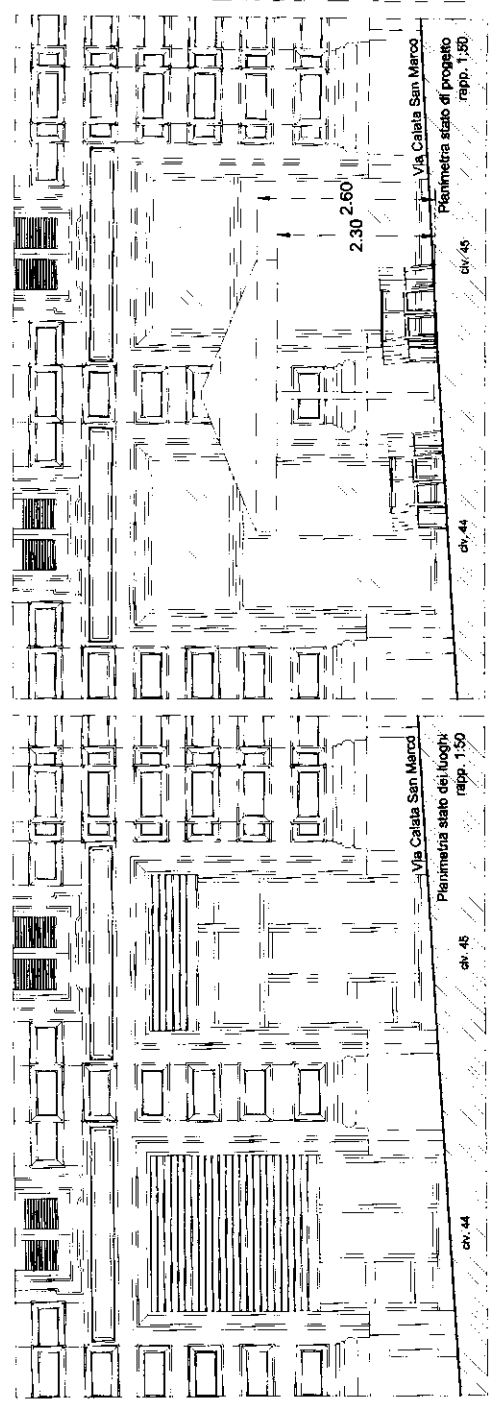 2.60
2.30
Via Calata San Marco
Planimetria stato di progetto
rapp. 1:50
civ. 45
civ. 44
Via Calata San Marco
Planimetria stato dei luoghi
rapp. 1:50
civ. 45
civ. 44